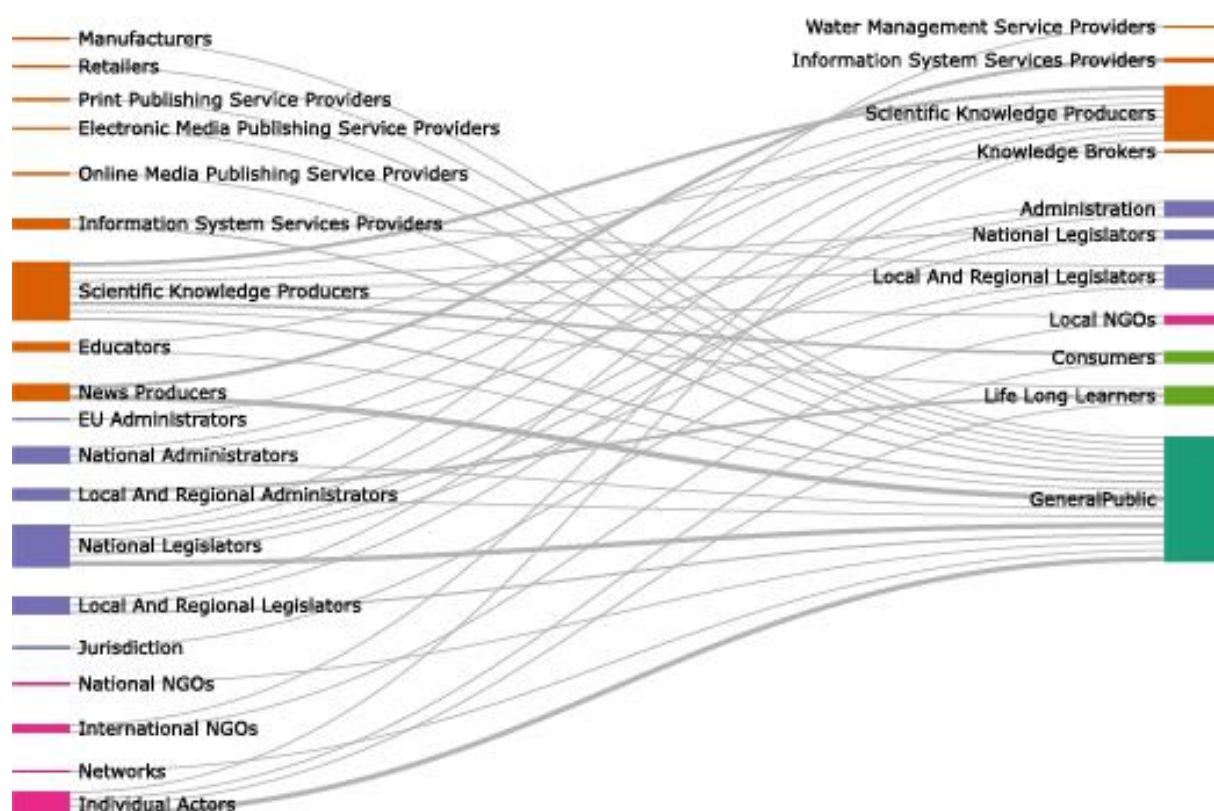 Manufacturers
Retailers
Print Publishing Service Providers
Electronic Media Publishing Service Providers
Online Media Publishing Service Providers
Information System Services Providers
Scientific Knowledge Producers
Educators
News Producers
EU Administrators
National Administrators
Local And Regional Administrators
National Legislators
Local And Regional Legislators
Jurisdiction
National NGOs
International NGOs
Networks
Individual Actors
Water Management Service Providers
Information System Services Providers
Scientific Knowledge Producers
Knowledge Brokers
Administration
National Legislators
Local And Regional Legislators
Local NGOs
Consumers
Life Long Learners
GeneralPublic